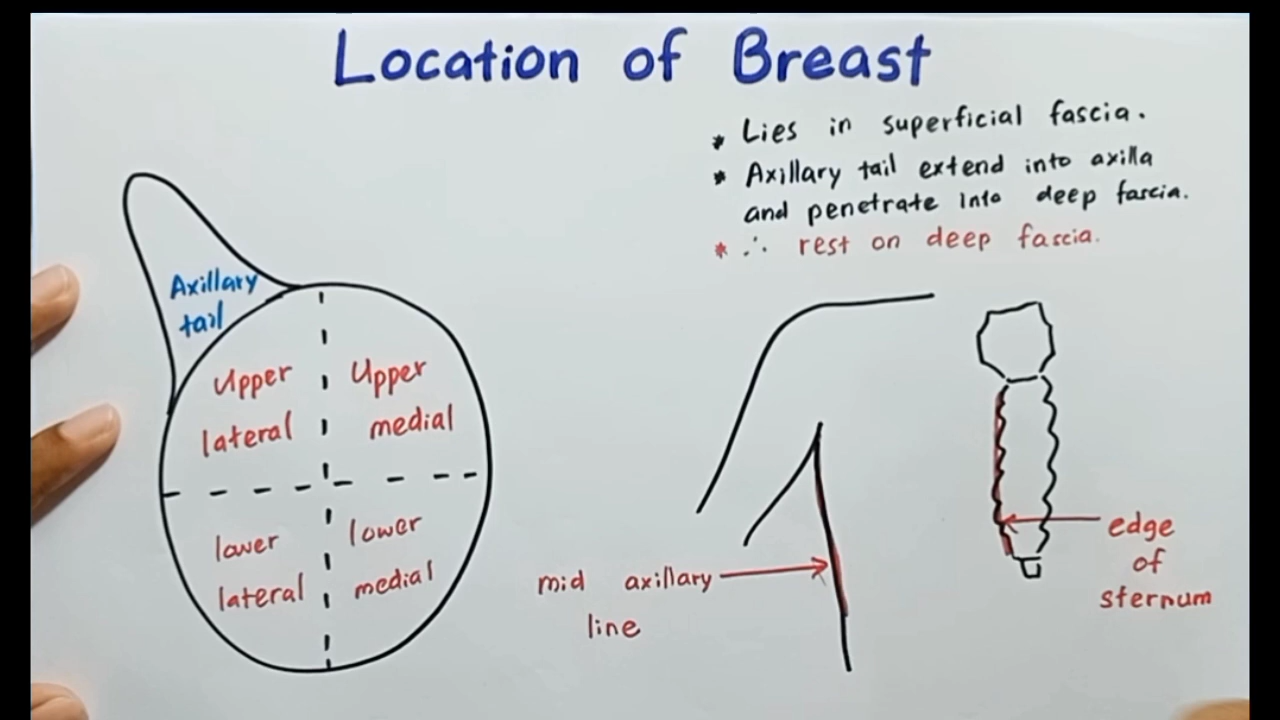 Location of Breast
* Lies in superficial fascia.
* Axillary tail extend into axilla
and penetrate into deep fascia.
* ∴ rest on deep fascia.
Axillary
tail
Upper
lateral
Upper
medial
lower
lateral
lower
medial
mid axillary
line
edge
of
sternum